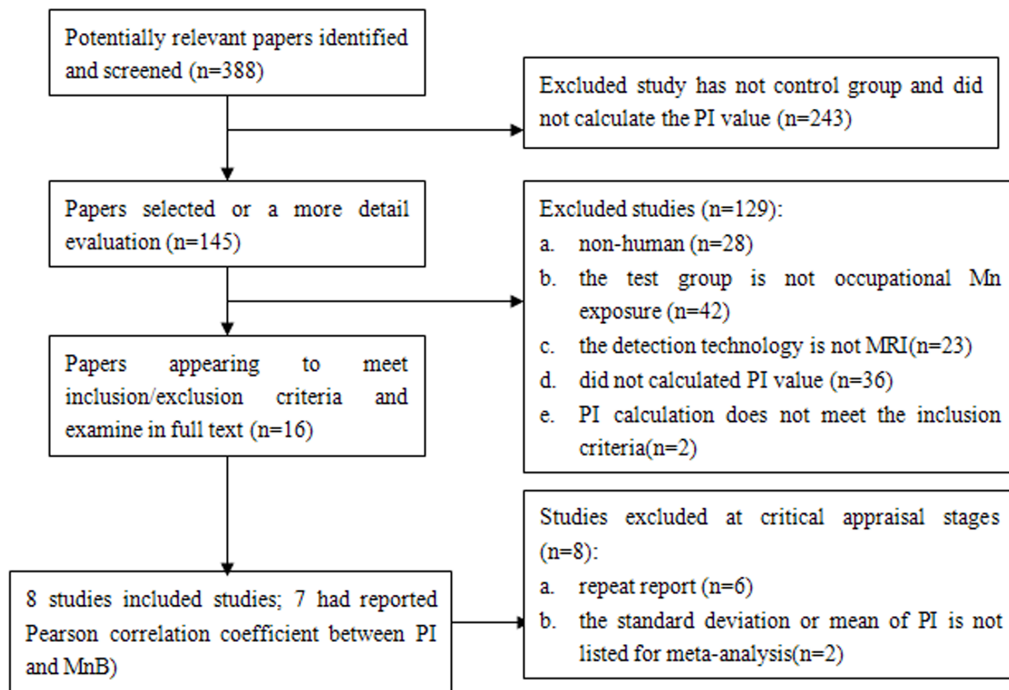 Potentially relevant papers identified
and screened (n=388)
Excluded study has not control group and did
not calculate the PI value (n=243)
Papers selected or a more detail
evaluation (n=145)
Excluded studies (n=129):
a. non-human (n=28)
b. the test group is not occupational Mn
exposure (n=42)
c. the detection technology is not MRI(n=23)
d. did not calculated PI value (n=36)
e. PI calculation does not meet the inclusion
criteria(n=2)
Papers appearing to meet
inclusion/exclusion criteria and
examine in full text (n=16)
Studies excluded at critical appraisal stages
(n=8):
a. repeat report (n=6)
b. the standard deviation or mean of PI is not
listed for meta-analysis(n=2)
8 studies included studies; 7 had reported
Pearson correlation coefficient between PI
and MnB)